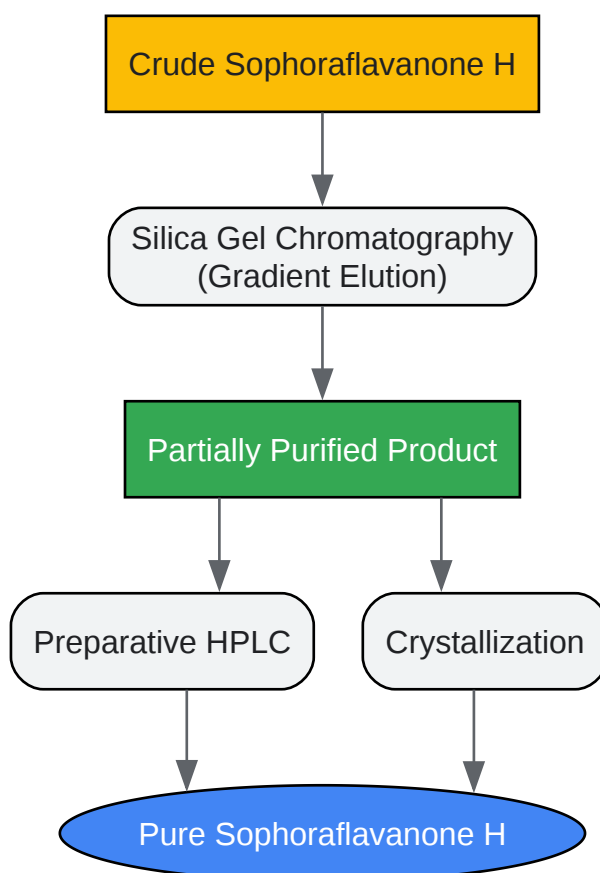 Crude Sophoraflavanone H
Silica Gel Chromatography
(Gradient Elution)
Partially Purified Product
Preparative HPLC
Crystallization
Pure Sophoraflavanone H